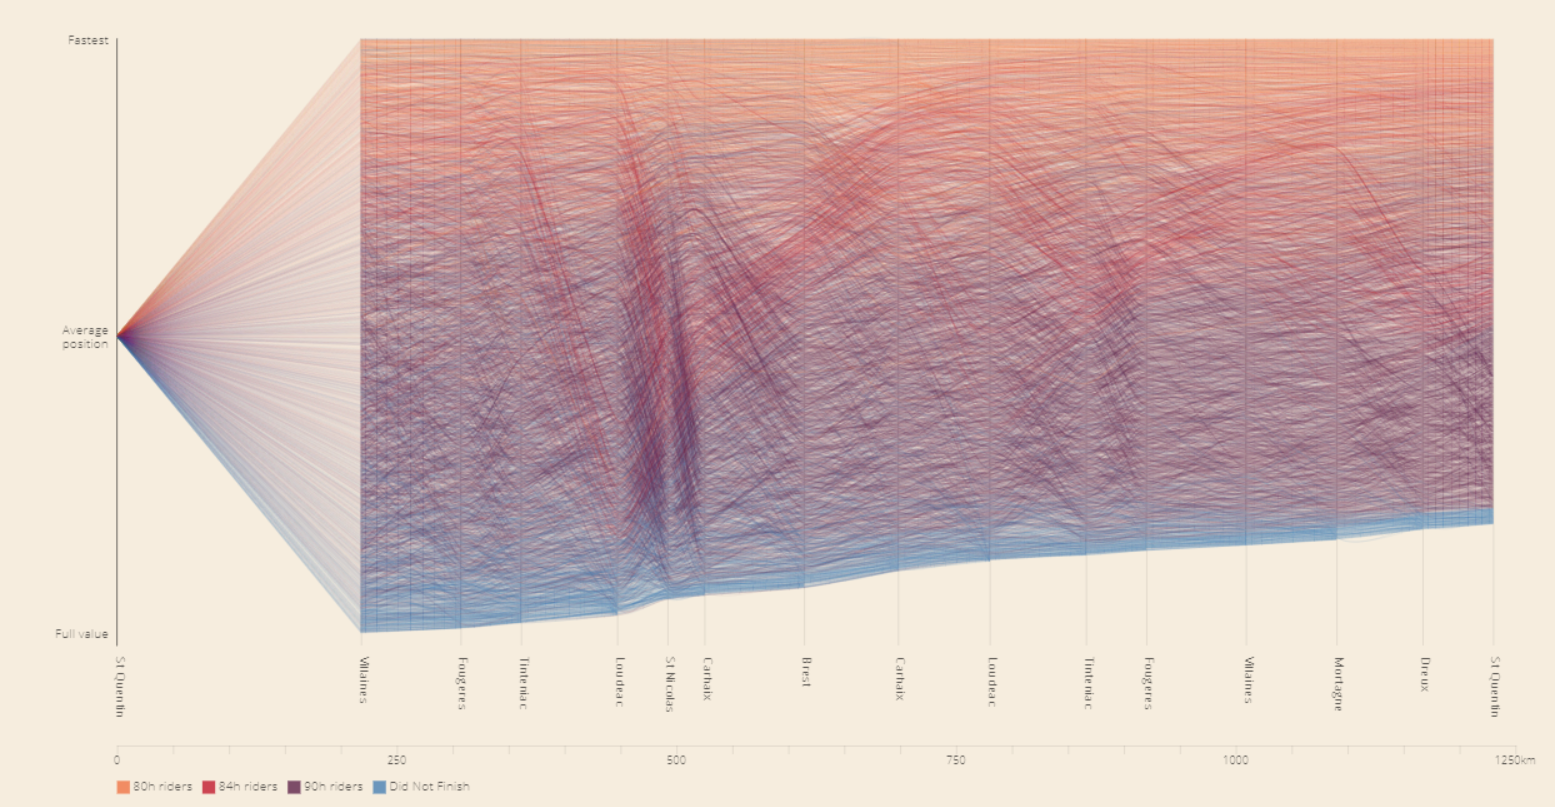 Fastest
Average
position
Full value
St Quentin
Villaines
Fougeres
Tinteniac
Loudeac
St Nicolas
Carhaix
Brest
Carhaix
Loudeac
Tinteniac
Fougeres
Villaines
Mortagne
Dreux
St Quentin
0
250
500
750
1000
1250km
80h riders
84h riders
90h riders
Did Not Finish